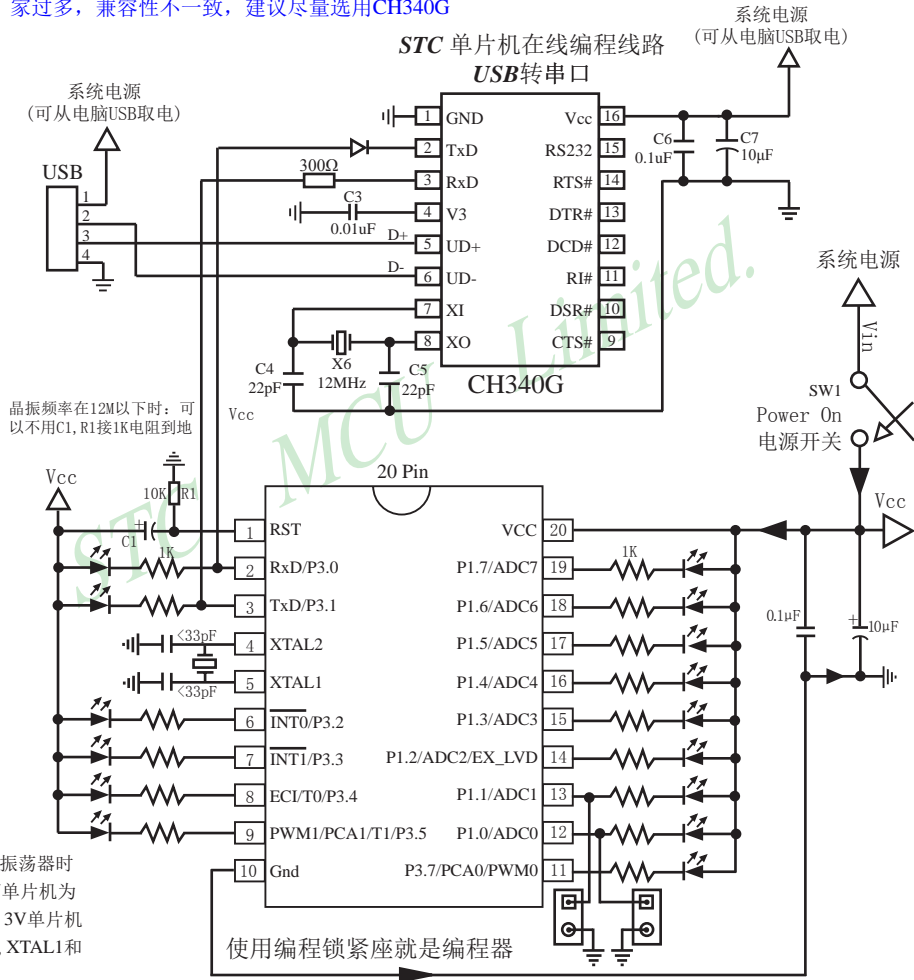 家过多，兼容性不一致，建议尽量选用CH340G
系统电源
(可从电脑USB取电)
STC 单片机在线编程线路
USB转串口
系统电源
(可从电脑USB取电)
USB
1
2
3
4
1 GND
2 TxD
3 RxD
4 V3
5 UD+
6 UD-
7 XI
8 XO
Vcc 16
RS232 15
RTS# 14
DTR# 13
DCD# 12
RI# 11
DSR# 10
CTS# 9
CH340G
300Ω
C3
0.01uF
D+
D-
C6
0.1uF
C7
10μF
C4
22pF
X6
12MHz
C5
22pF
Vcc
系统电源
Vin
SW1
Power On
电源开关
Vcc
晶振频率在12M以下时：可
以不用C1,R1接1K电阻到地
Vcc
10K
R1
+
C1
1K
<33pF
<33pF
20 Pin
1 RST
2 RxD/P3.0
3 TxD/P3.1
4 XTAL2
5 XTAL1
6 INT0/P3.2
7 INT1/P3.3
8 ECI/T0/P3.4
9 PWM1/PCA1/T1/P3.5
10 Gnd
VCC 20
P1.7/ADC7 19
P1.6/ADC6 18
P1.5/ADC5 17
P1.4/ADC4 16
P1.3/ADC3 15
P1.2/ADC2/EX_LVD 14
P1.1/ADC1 13
P1.0/ADC0 12
P3.7/PCA0/PWM0 11
1K
0.1μF
+
10μF
振荡器时
单片机为
3V单片机
, XTAL1和
使用编程锁紧座就是编程器
STC MCU Limited.